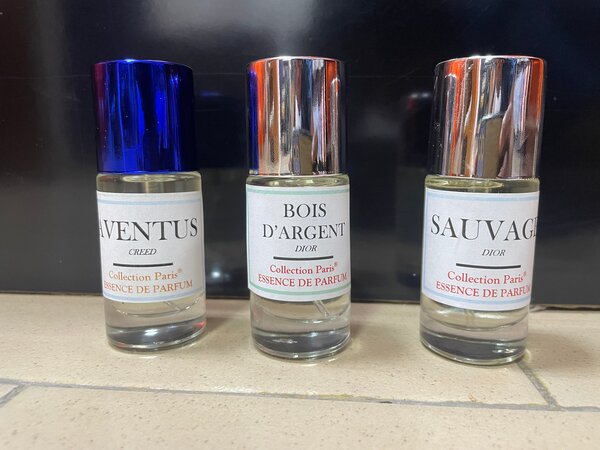 AVENTUS
CREED
Collection Paris®
ESSENCE DE PARFUM
BOIS
D'ARGENT
DIOR
Collection Paris®
ESSENCE DE PARFUM
SAUVAGE
DIOR
Collection Paris®
ESSENCE DE PARFUM